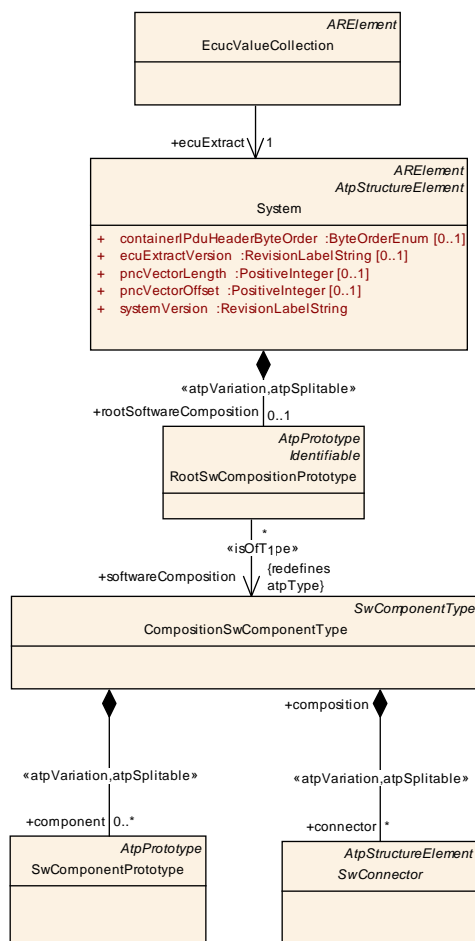 ARElement
EcucValueCollection
+ecuExtract 1
ARElement
AtpStructureElement
System
+ containerIPduHeaderByteOrder :ByteOrderEnum [0..1]
+ ecuExtractVersion :RevisionLabelString [0..1]
+ pncVectorLength :PositiveInteger [0..1]
+ pncVectorOffset :PositiveInteger [0..1]
+ systemVersion :RevisionLabelString
«atpVariation,atpSplitable»
+rootSoftwareComposition 0..1
AtpPrototype
Identifiable
RootSwCompositionPrototype
*
«isOfType»
1
+softwareComposition {redefines
atpType}
SwComponentType
CompositionSwComponentType
+composition
«atpVariation,atpSplitable» «atpVariation,atpSplitable»
+component 0..* +connector *
AtpPrototype AtpStructureElement
SwComponentPrototype SwConnector